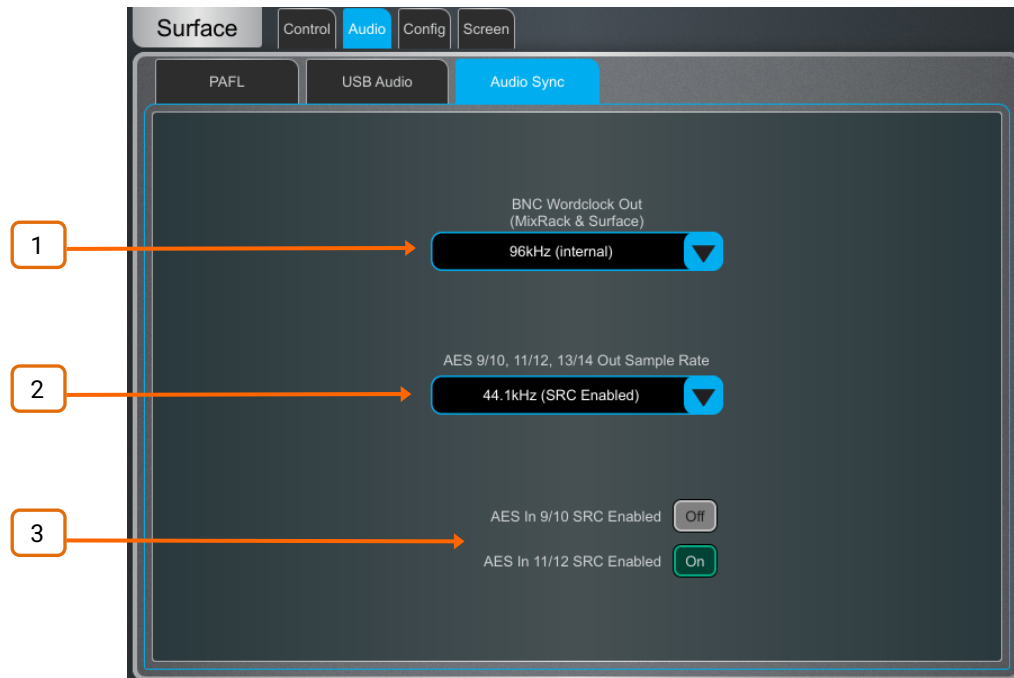 Surface
Control
Audio
Config
Screen
PAFL
USB Audio
Audio Sync
BNC Wordclock Out
(MixRack & Surface)
1
96kHz (internal)
AES 9/10, 11/12, 13/14 Out Sample Rate
2
44.1kHz (SRC Enabled)
AES In 9/10 SRC Enabled
Off
3
AES In 11/12 SRC Enabled
On